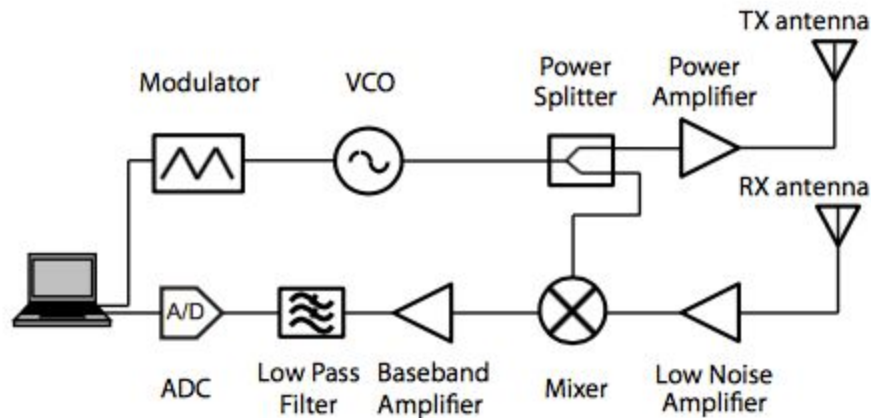 TX antenna
Modulator
VCO
Power
Splitter
Power
Amplifier
RX antenna
A/D
ADC
Low Pass
Filter
Baseband
Amplifier
Mixer
Low Noise
Amplifier